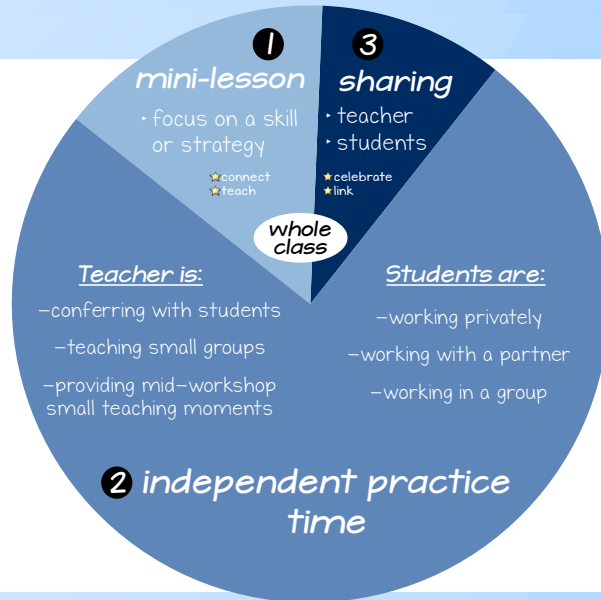 1
mini-lesson
‣ focus on a skill
or strategy
connect
teach
3
sharing
‣ teacher
‣ students
celebrate
link
whole
class
Teacher is:
–conferring with students
–teaching small groups
–providing mid–workshop
small teaching moments
Students are:
–working privately
–working with a partner
–working in a group
2 independent practice
time